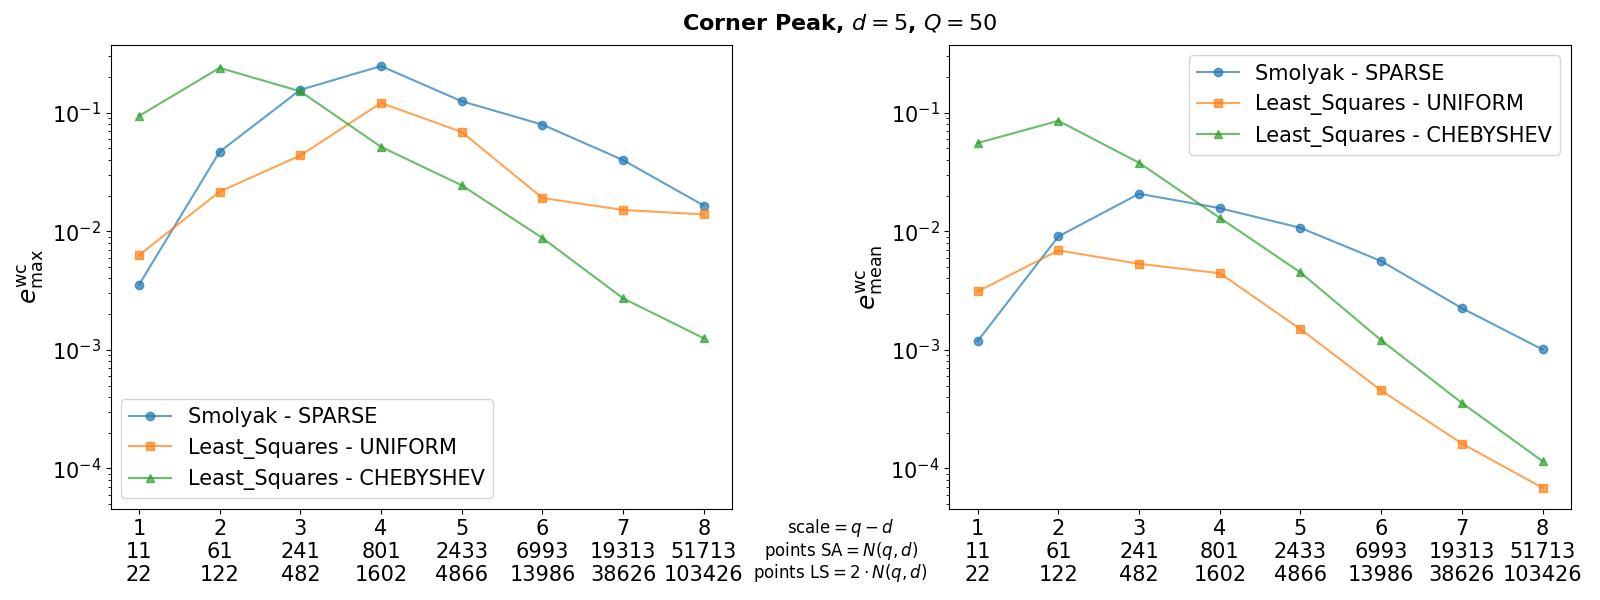 Corner Peak, d = 5, Q = 50
e^wc_max
10^-1
10^-2
10^-3
10^-4
Smolyak - SPARSE
Least_Squares - UNIFORM
Least_Squares - CHEBYSHEV
1 2 3 4 5 6 7 8
11 61 241 801 2433 6993 19313 51713
22 122 482 1602 4866 13986 38626 103426
scale = q − d
points SA = N(q, d)
points LS = 2 · N(q, d)
e^wc_mean
10^-1
10^-2
10^-3
10^-4
Smolyak - SPARSE
Least_Squares - UNIFORM
Least_Squares - CHEBYSHEV
1 2 3 4 5 6 7 8
11 61 241 801 2433 6993 19313 51713
22 122 482 1602 4866 13986 38626 103426